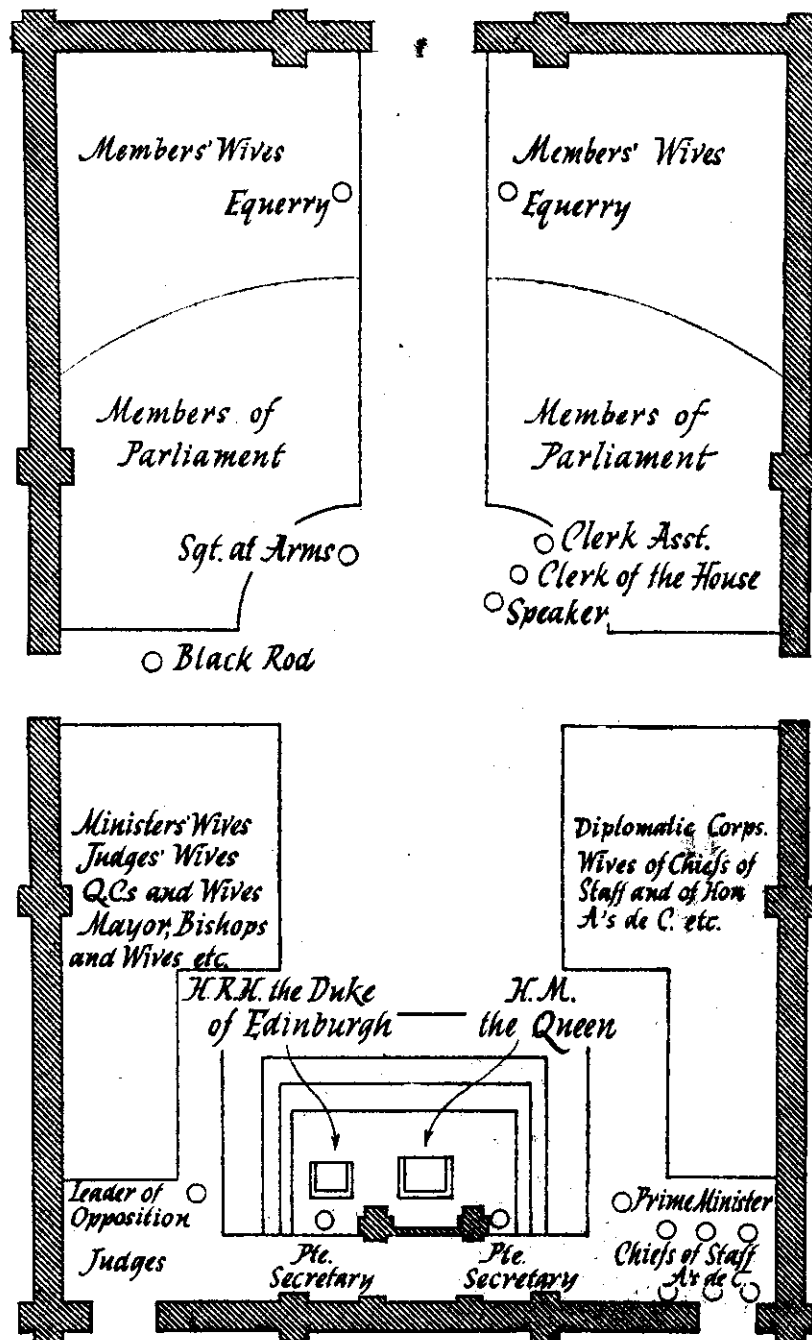 Members' Wives
Equerry
Members' Wives
Equerry
Members of
Parliament
Members of
Parliament
Sgt. at Arms
Clerk Asst.
Clerk of the House
Speaker
Black Rod
Ministers' Wives
Judges' Wives
Q.Cs and Wives
Mayor, Bishops
and Wives etc.
Diplomatic Corps.
Wives of Chiefs of
Staff and of Hon
A's de C. etc.
H.R.H. the Duke
of Edinburgh
H.M.
the Queen
Leader of
Opposition
Judges
Pte.
Secretary
Pte.
Secretary
Prime Minister
Chiefs of Staff
A's de C.